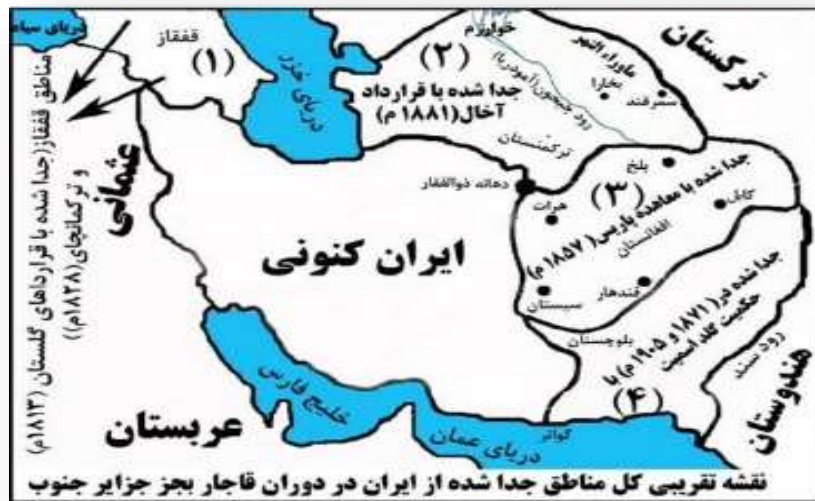 دریای سیاه
قفقاز
(۱)
مناطق قفقاز(جدا شده با قراردادهای گلستان (۱۸۱۳م)
و ترکمانچای(۱۸۲۸م))
عثمانی
دریای خزر
خوارزم
(۲)
جدا شده با قرارداد
آخال(۱۸۸۱ م)
رود جیحون(آمودریا)
ماوراء النهر
بخارا
سمرقند
ترکستان
ترکمنستان
دهانه ذوالفقار
بلخ
(۳)
هرات
کابل
جدا شده با معاهده پاریس(۱۸۵۷ م)
افغانستان
سیستان
قندهار
ایران کنونی
جدا شده در(۱۸۷۱ و ۱۹۰۵ م) با
حکمیت گلد اسمیت
بلوچستان
(۴)
رود سند
هندوستان
گواتر
خلیج فارس
دریای عمان
عربستان
نقشه تقریبی کل مناطق جدا شده از ایران در دوران قاجار بجز جزایر جنوب